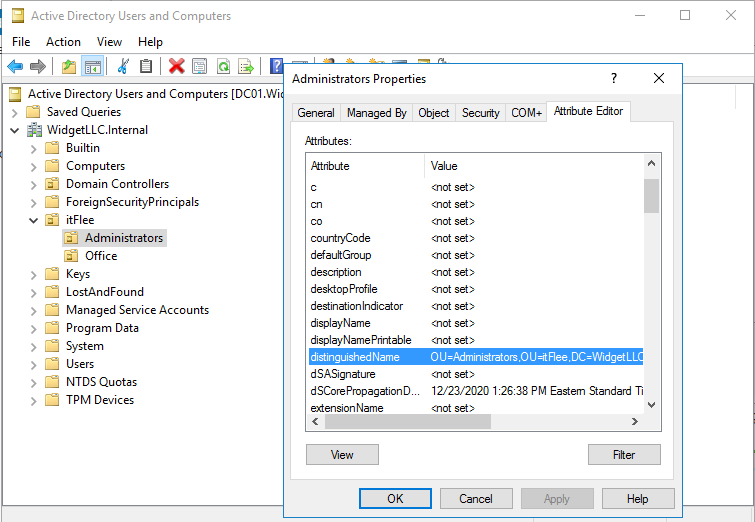 Active Directory Users and Computers
File Action View Help
Active Directory Users and Computers [DC01.Wid
Saved Queries
WidgetLLC.Internal
Builtin
Computers
Domain Controllers
ForeignSecurityPrincipals
itFlee
Administrators
Office
Keys
LostAndFound
Managed Service Accounts
Program Data
System
Users
NTDS Quotas
TPM Devices
Administrators Properties
General Managed By Object Security COM+ Attribute Editor
Attributes:
Attribute Value
c <not set>
cn <not set>
co <not set>
countryCode <not set>
defaultGroup <not set>
description <not set>
desktopProfile <not set>
destinationIndicator <not set>
displayName <not set>
displayNamePrintable <not set>
distinguishedName OU=Administrators,OU=itFlee,DC=WidgetLLC
dSASignature <not set>
dSCorePropagationD... 12/23/2020 1:26:38 PM Eastern Standard Ti
extensionName <not set>
View Filter
OK Cancel Apply Help